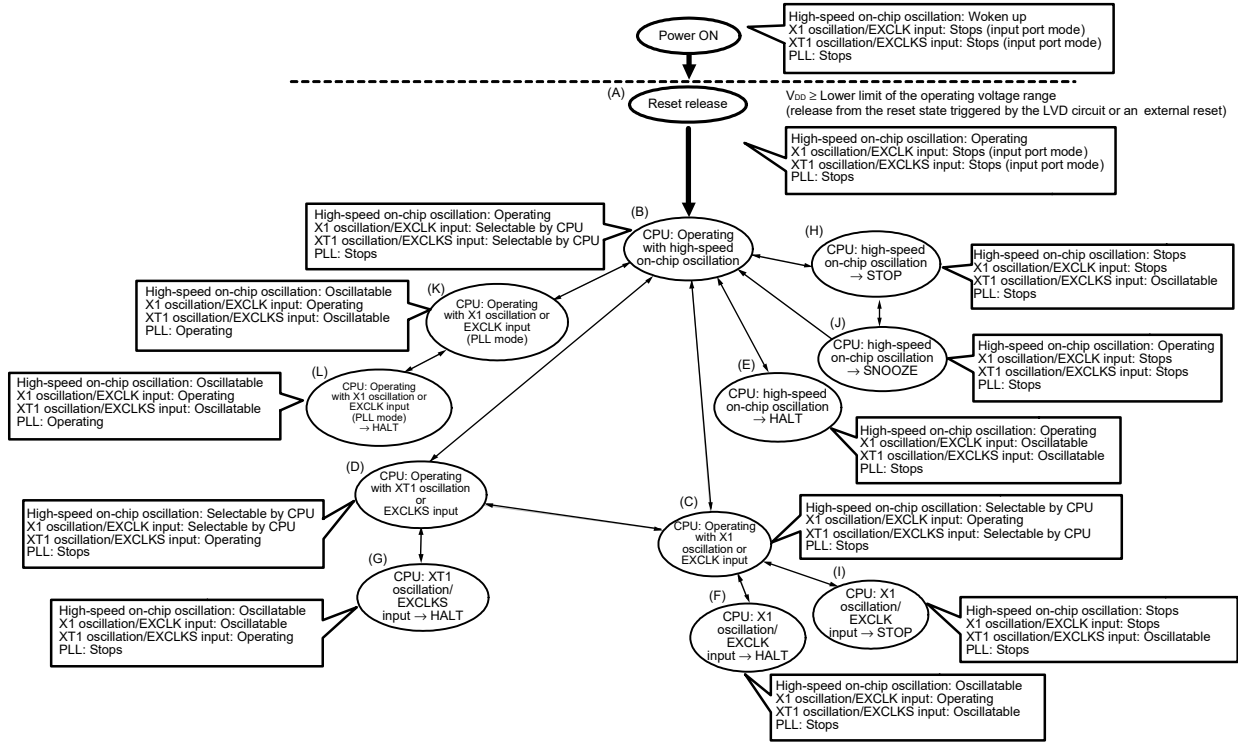 High-speed on-chip oscillation: Woken up
X1 oscillation/EXCLK input: Stops (input port mode)
XT1 oscillation/EXCLKS input: Stops (input port mode)
PLL: Stops
Power ON
(A)
Reset release
VDD ≥ Lower limit of the operating voltage range
(release from the reset state triggered by the LVD circuit or an external reset)
High-speed on-chip oscillation: Operating
X1 oscillation/EXCLK input: Stops (input port mode)
XT1 oscillation/EXCLKS input: Stops (input port mode)
PLL: Stops
High-speed on-chip oscillation: Operating
X1 oscillation/EXCLK input: Selectable by CPU
XT1 oscillation/EXCLKS input: Selectable by CPU
PLL: Stops
(B)
CPU: Operating
with high-speed
on-chip oscillation
(H)
CPU: high-speed
on-chip oscillation
→ STOP
High-speed on-chip oscillation: Stops
X1 oscillation/EXCLK input: Stops
XT1 oscillation/EXCLKS input: Oscillatable
PLL: Stops
High-speed on-chip oscillation: Oscillatable
X1 oscillation/EXCLK input: Operating
XT1 oscillation/EXCLKS input: Oscillatable
PLL: Operating
(K)
CPU: Operating
with X1 oscillation or
EXCLK input
(PLL mode)
(J)
CPU: high-speed
on-chip oscillation
→ SNOOZE
High-speed on-chip oscillation: Operating
X1 oscillation/EXCLK input: Stops
XT1 oscillation/EXCLKS input: Stops
PLL: Stops
High-speed on-chip oscillation: Oscillatable
X1 oscillation/EXCLK input: Operating
XT1 oscillation/EXCLKS input: Oscillatable
PLL: Operating
(L)
CPU: Operating
with X1 oscillation or
EXCLK input
(PLL mode)
→ HALT
(E)
CPU: high-speed
on-chip oscillation
→ HALT
High-speed on-chip oscillation: Operating
X1 oscillation/EXCLK input: Oscillatable
XT1 oscillation/EXCLKS input: Oscillatable
PLL: Stops
High-speed on-chip oscillation: Selectable by CPU
X1 oscillation/EXCLK input: Selectable by CPU
XT1 oscillation/EXCLKS input: Operating
PLL: Stops
(D)
CPU: Operating
with XT1 oscillation
or
EXCLKS input
(C)
CPU: Operating
with X1
oscillation or
EXCLK input
High-speed on-chip oscillation: Selectable by CPU
X1 oscillation/EXCLK input: Operating
XT1 oscillation/EXCLKS input: Selectable by CPU
PLL: Stops
High-speed on-chip oscillation: Oscillatable
X1 oscillation/EXCLK input: Oscillatable
XT1 oscillation/EXCLKS input: Operating
PLL: Stops
(G)
CPU: XT1
oscillation/
EXCLKS
input → HALT
(F)
CPU: X1
oscillation/
EXCLK
input → HALT
(I)
CPU: X1
oscillation/
EXCLK
input → STOP
High-speed on-chip oscillation: Stops
X1 oscillation/EXCLK input: Stops
XT1 oscillation/EXCLKS input: Oscillatable
PLL: Stops
High-speed on-chip oscillation: Oscillatable
X1 oscillation/EXCLK input: Operating
XT1 oscillation/EXCLKS input: Oscillatable
PLL: Stops